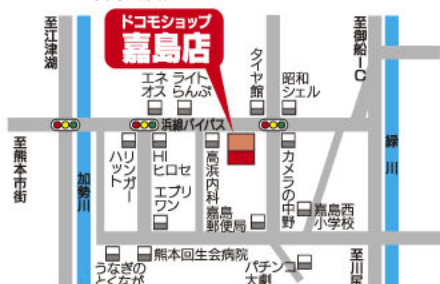 至江津湖
ドコモショップ
嘉島店
至御船IC
エネオス
ライトらんぷ
タイヤ館
昭和シェル
浜線バイパス
至熊本市街
加勢川
リンガーハット
HIヒロセ
エブリワン
高浜内科
嘉島郵便局
カメラの中野
嘉島西小学校
緑川
うなぎのとくなが
熊本回生会病院
パチンコ大劇
至川尻